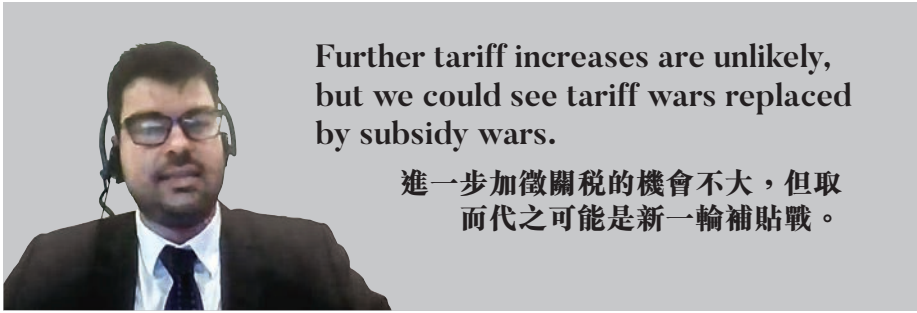 Further tariff increases are unlikely,
but we could see tariff wars replaced
by subsidy wars.
進一步加徵關稅的機會不大，但取
而代之可能是新一輪補貼戰。